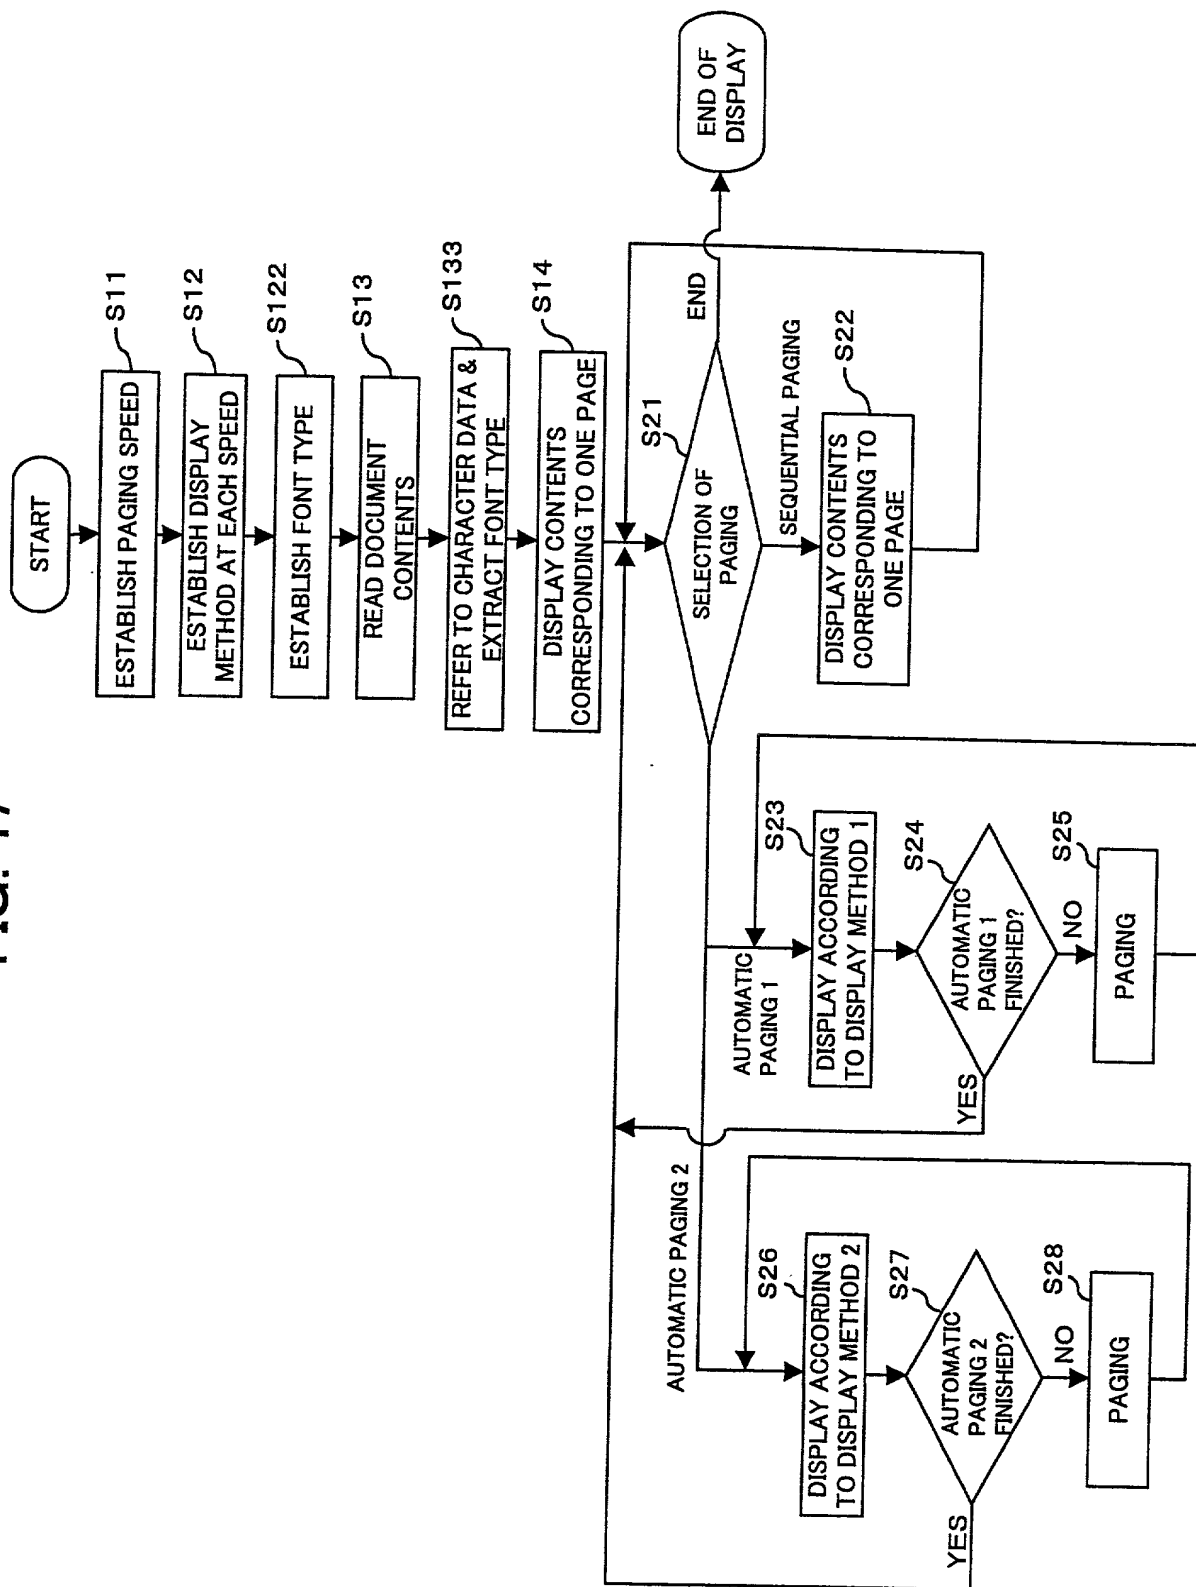 START
ESTABLISH PAGING SPEED
S11
ESTABLISH DISPLAY
METHOD AT EACH SPEED
S12
ESTABLISH FONT TYPE
S122
READ DOCUMENT
CONTENTS
S13
REFER TO CHARACTER DATA &
EXTRACT FONT TYPE
S133
DISPLAY CONTENTS
CORRESPONDING TO ONE PAGE
S14
SELECTION OF
PAGING
S21
END
END OF
DISPLAY
SEQUENTIAL PAGING
DISPLAY CONTENTS
CORRESPONDING TO
ONE PAGE
S22
AUTOMATIC
PAGING 1
DISPLAY ACCORDING
TO DISPLAY METHOD 1
S23
AUTOMATIC
PAGING 1
FINISHED?
S24
YES
NO
PAGING
S25
AUTOMATIC PAGING 2
DISPLAY ACCORDING
TO DISPLAY METHOD 2
S26
AUTOMATIC
PAGING 2
FINISHED?
S27
YES
NO
PAGING
S28